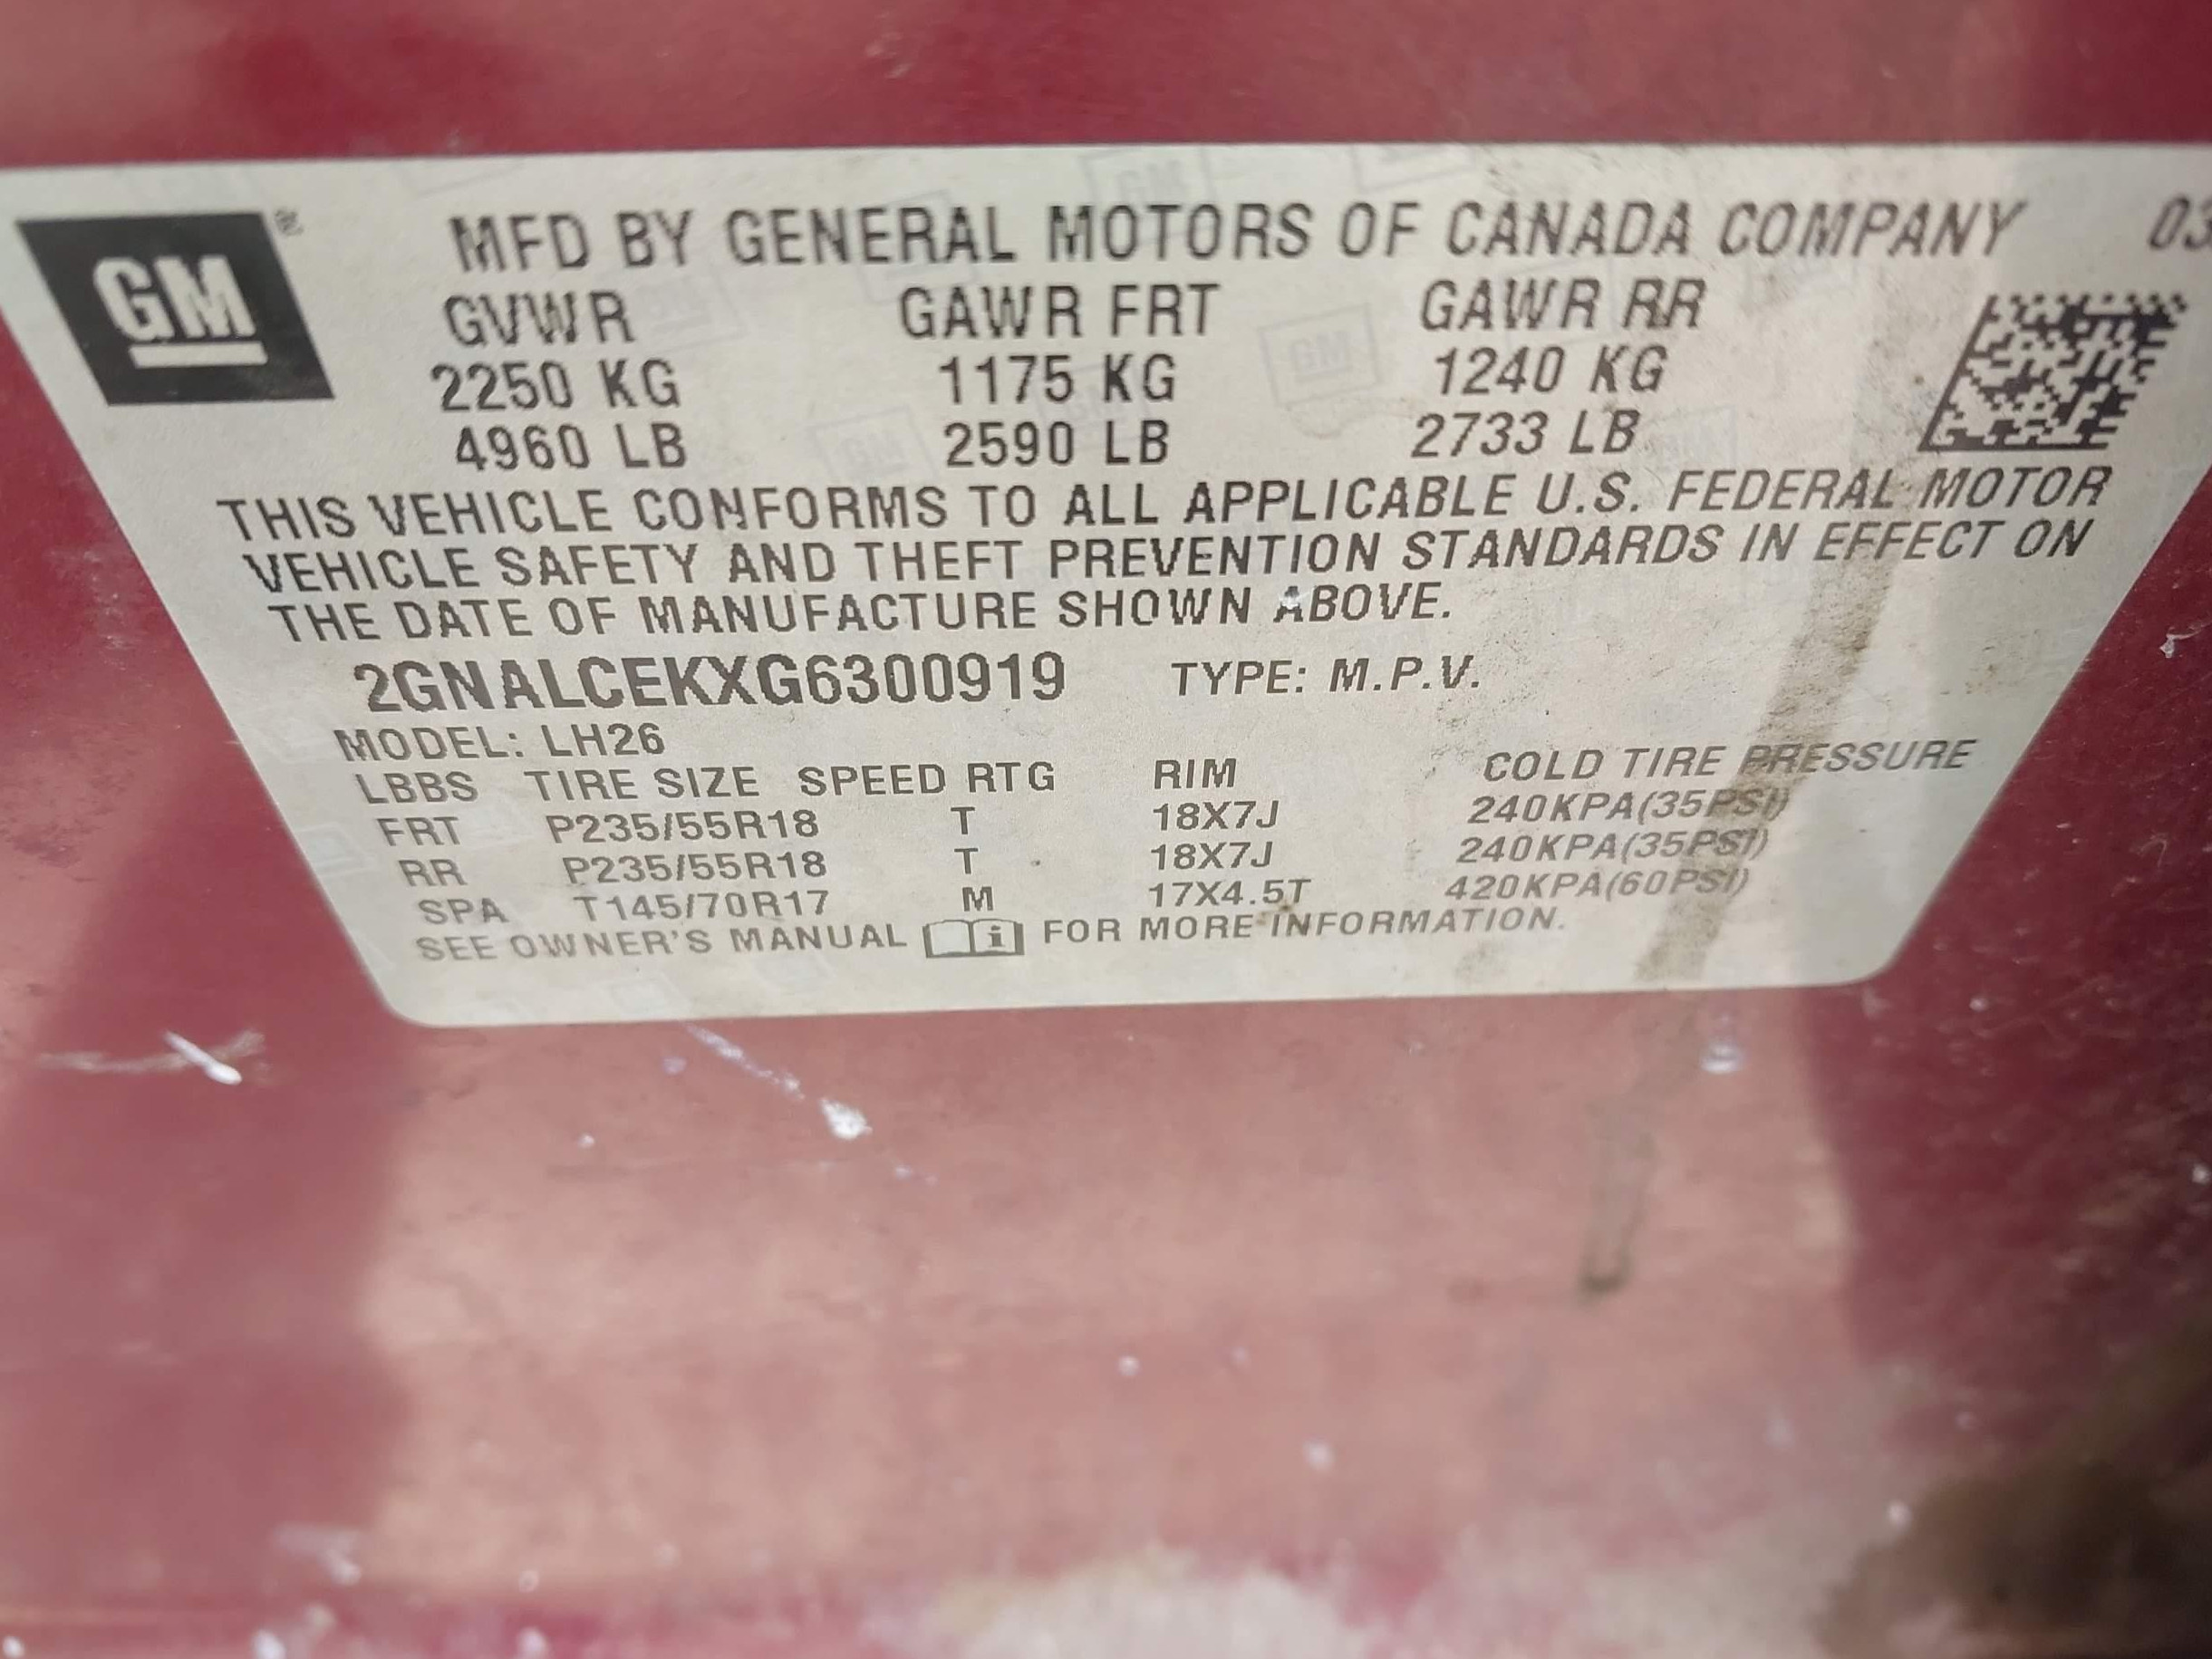 GM
MFD BY GENERAL MOTORS OF CANADA COMPANY 03
GVWR GAWR FRT GAWR RR
2250 KG 1175 KG 1240 KG
4960 LB 2590 LB 2733 LB
THIS VEHICLE CONFORMS TO ALL APPLICABLE U.S. FEDERAL MOTOR
VEHICLE SAFETY AND THEFT PREVENTION STANDARDS IN EFFECT ON
THE DATE OF MANUFACTURE SHOWN ABOVE.
2GNALCEKXG6300919 TYPE: M.P.V.
MODEL: LH26
LBBS TIRE SIZE SPEED RTG RIM COLD TIRE PRESSURE
FRT P235/55R18 T 18X7J 240KPA(35PSI)
RR P235/55R18 T 18X7J 240KPA(35PSI)
SPA T145/70R17 M 17X4.5T 420KPA(60PSI)
SEE OWNER'S MANUAL FOR MORE INFORMATION.